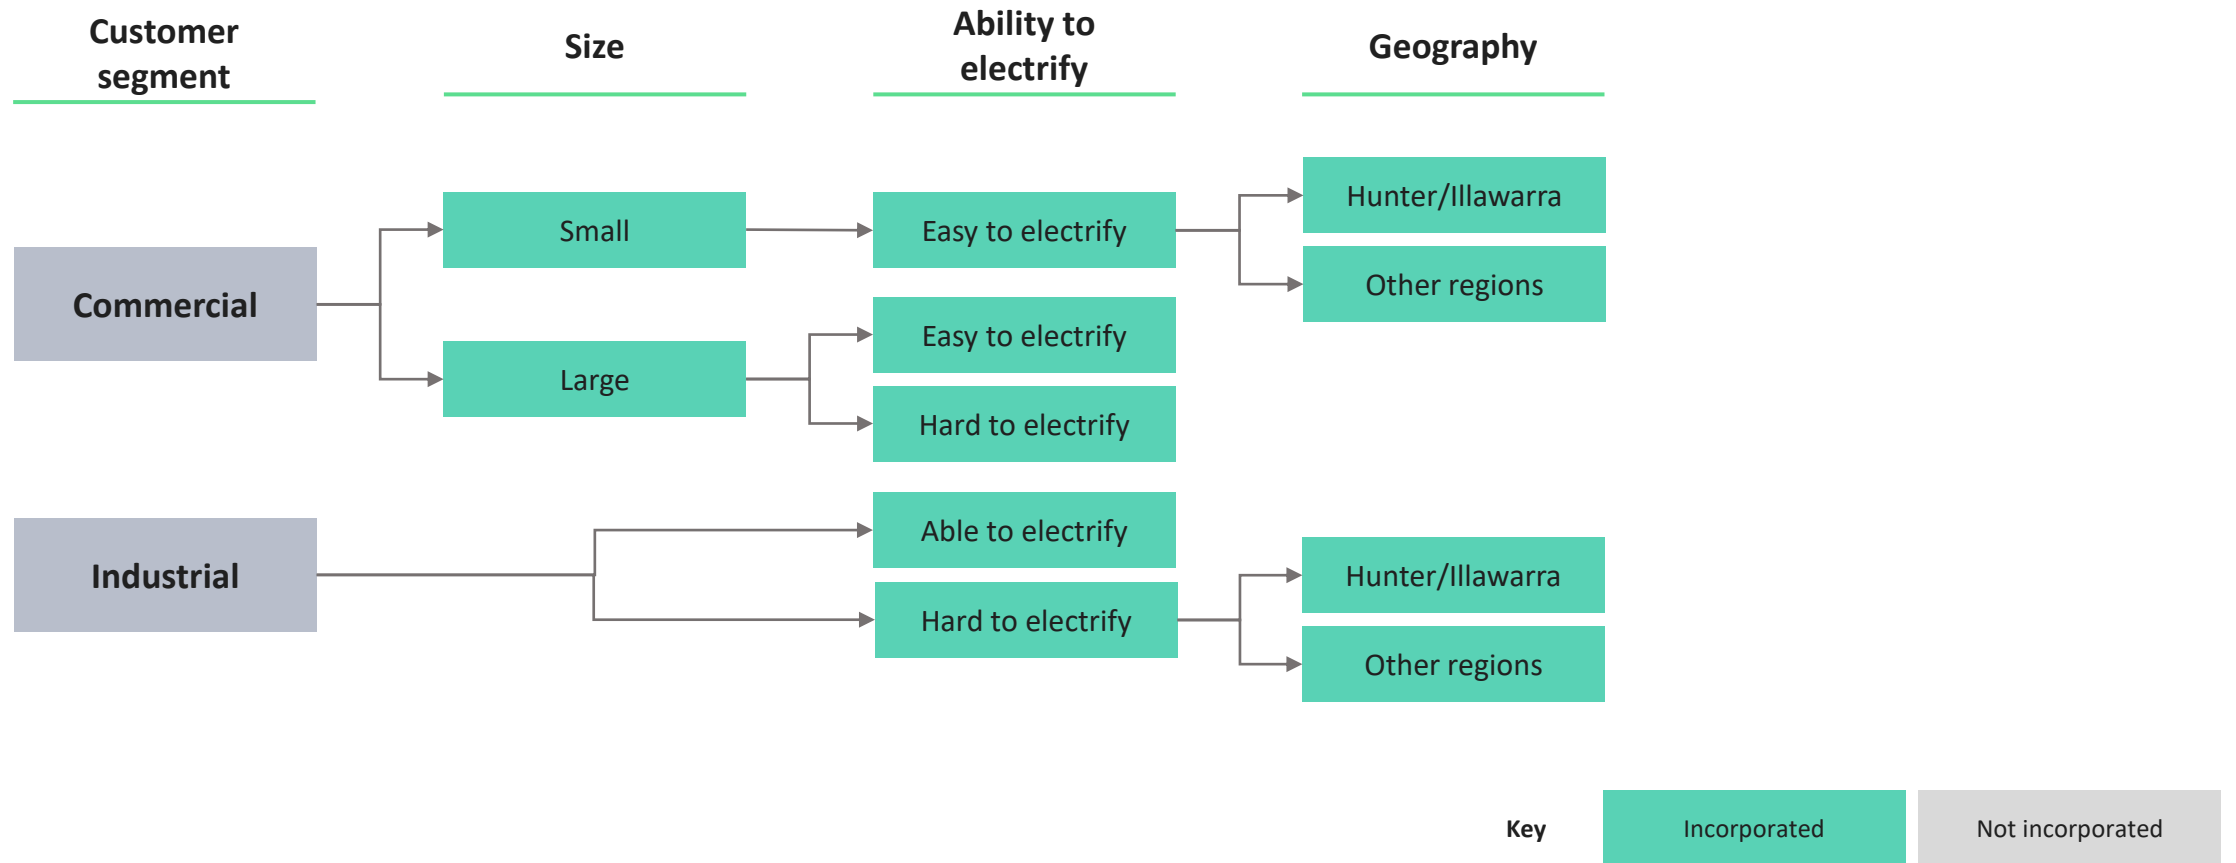 Customer
segment
Size
Ability to
electrify
Geography
Commercial
Small
Easy to electrify
Hunter/Illawarra
Other regions
Large
Easy to electrify
Hard to electrify
Industrial
Able to electrify
Hard to electrify
Hunter/Illawarra
Other regions
Key
Incorporated
Not incorporated